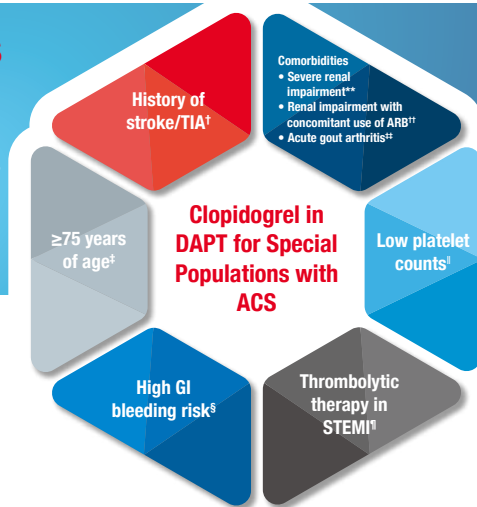 Comorbidities
• Severe renal
impairment**
• Renal impairment with
concomitant use of ARB††
• Acute gout arthritis‡‡
History of
stroke/TIA†
≥75 years
of age‡
Clopidogrel in
DAPT for Special
Populations with
ACS
Low platelet
counts||
High GI
bleeding risk§
Thrombolytic
therapy in
STEMI¶